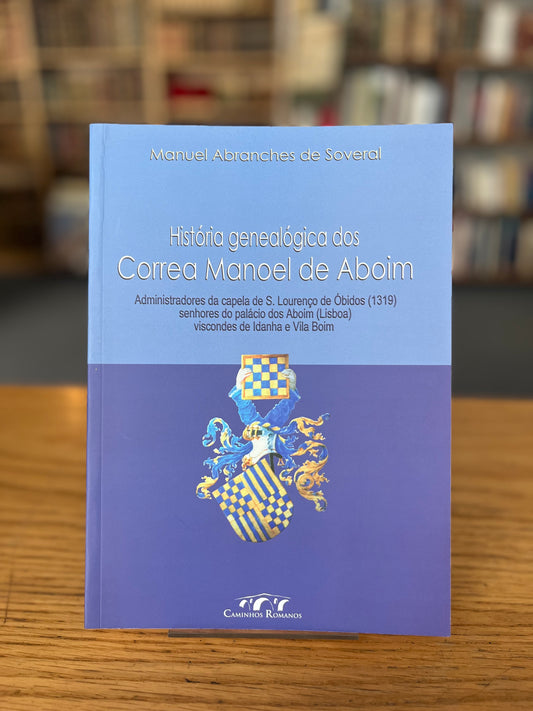 Manuel Abranches de Soveral
História genealógica dos
Correa Manoel de Aboim
Administradores da capela de S. Lourenço de Óbidos (1319)
senhores do palácio dos Aboim (Lisboa)
viscondes de Idanha e Vila Boim
Caminhos Romanos